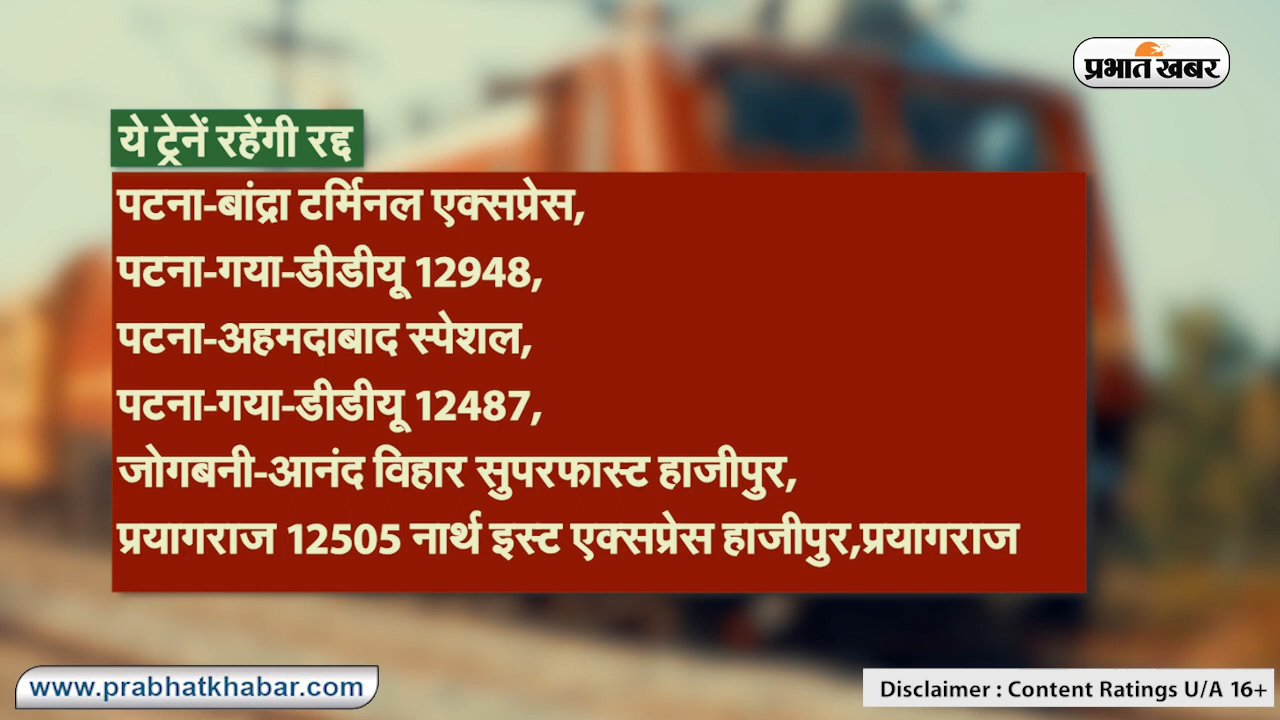 प्रभात खबर
ये ट्रेनें रहेंगी रद्द
पटना-बांद्रा टर्मिनल एक्सप्रेस,
पटना-गया-डीडीयू 12948,
पटना-अहमदाबाद स्पेशल,
पटना-गया-डीडीयू 12487,
जोगबनी-आनंद विहार सुपरफास्ट हाजीपुर,
प्रयागराज 12505 नार्थ इस्ट एक्सप्रेस हाजीपुर,प्रयागराज
www.prabhatkhabar.com
Disclaimer : Content Ratings U/A 16+